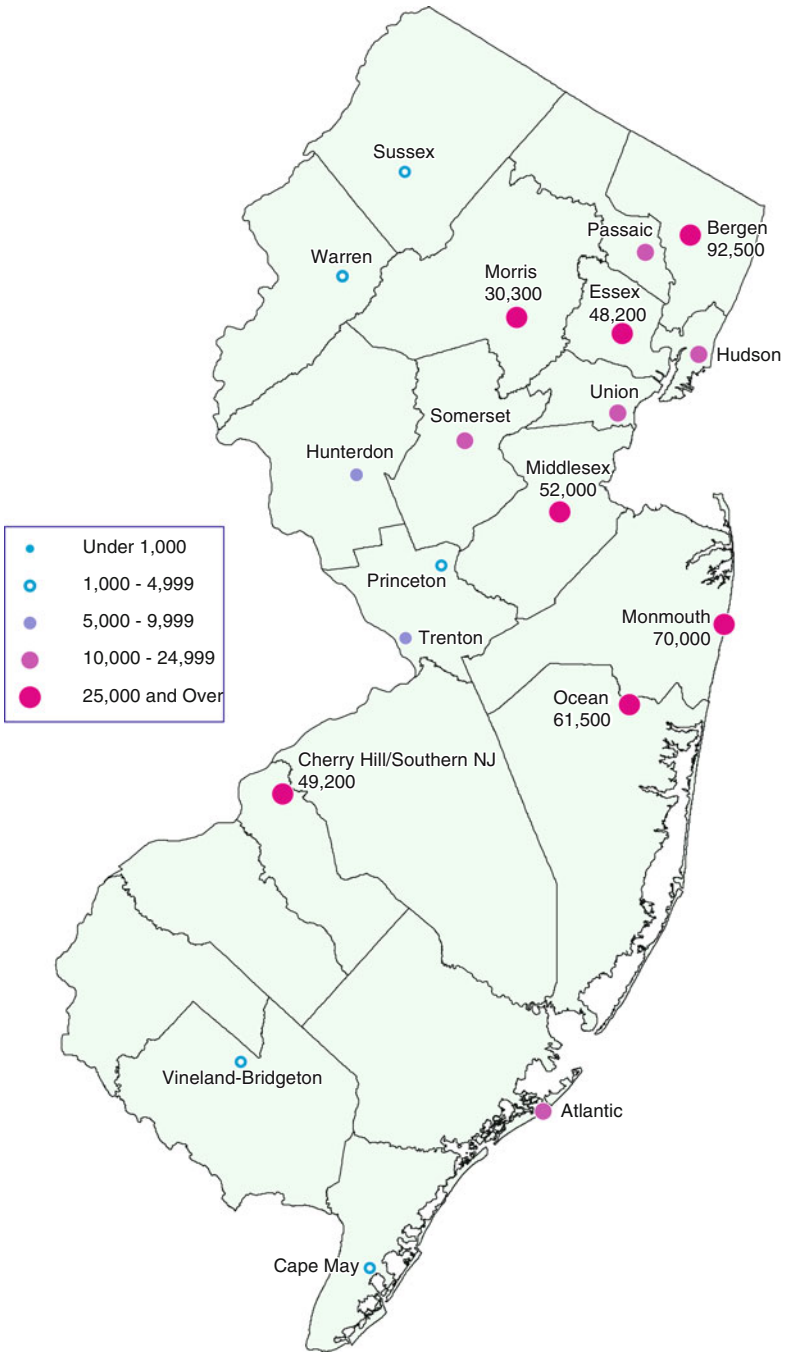 Sussex
Passaic
Bergen
92,500
Warren
Morris
30,300
Essex
48,200
Hudson
Union
Somerset
Hunterdon
Middlesex
52,000
Under 1,000
1,000 - 4,999
5,000 - 9,999
10,000 - 24,999
25,000 and Over
Princeton
Trenton
Monmouth
70,000
Ocean
61,500
Cherry Hill/Southern NJ
49,200
Vineland-Bridgeton
Atlantic
Cape May